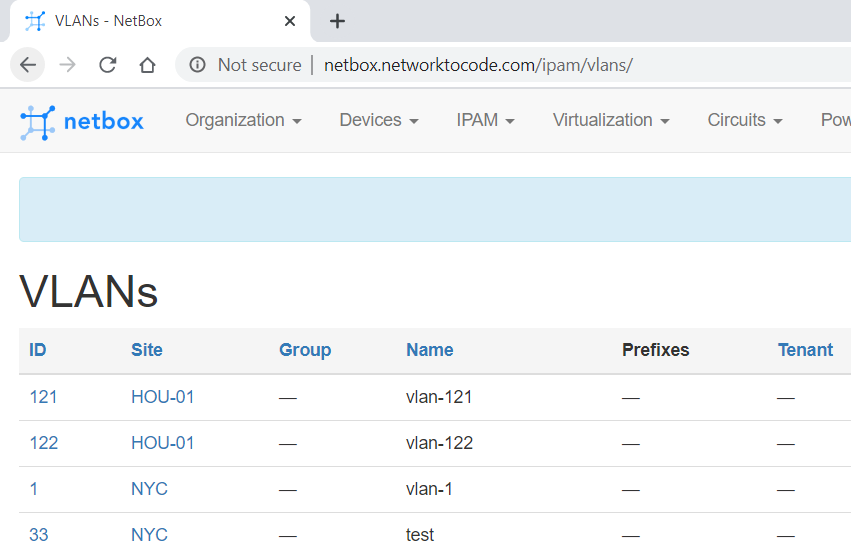 VLANs - NetBox
Not secure | netbox.networktocode.com/ipam/vlans/
netbox Organization Devices IPAM Virtualization Circuits Pow
VLANs
ID Site Group Name Prefixes Tenant
121 HOU-01 — vlan-121 — —
122 HOU-01 — vlan-122 — —
1 NYC — vlan-1 — —
33 NYC — test — —